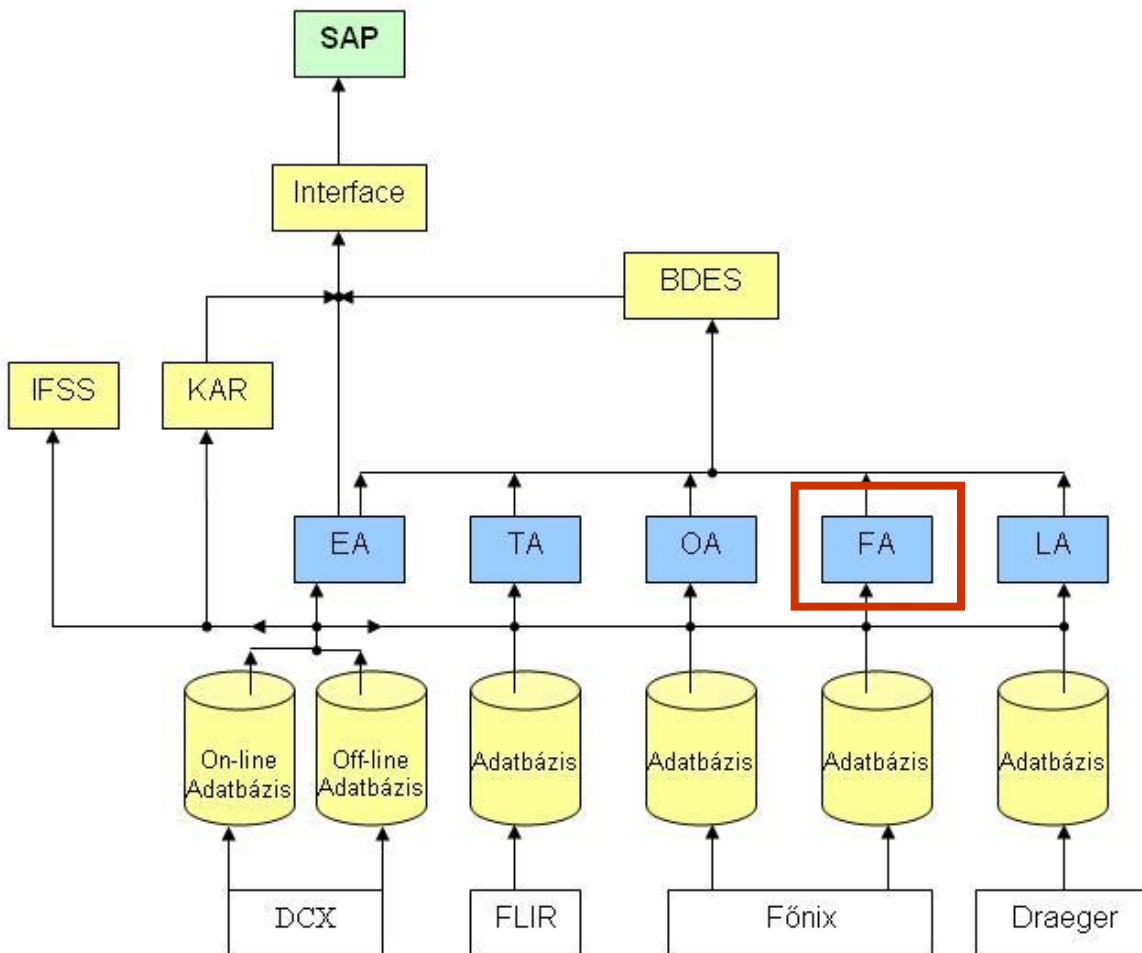 SAP
Interface
BDES
IFSS
KAR
EA
TA
OA
FA
LA
On-line
Adatbázis
Off-line
Adatbázis
Adatbázis
Adatbázis
Adatbázis
Adatbázis
DCX
FLIR
Főnix
Draeger